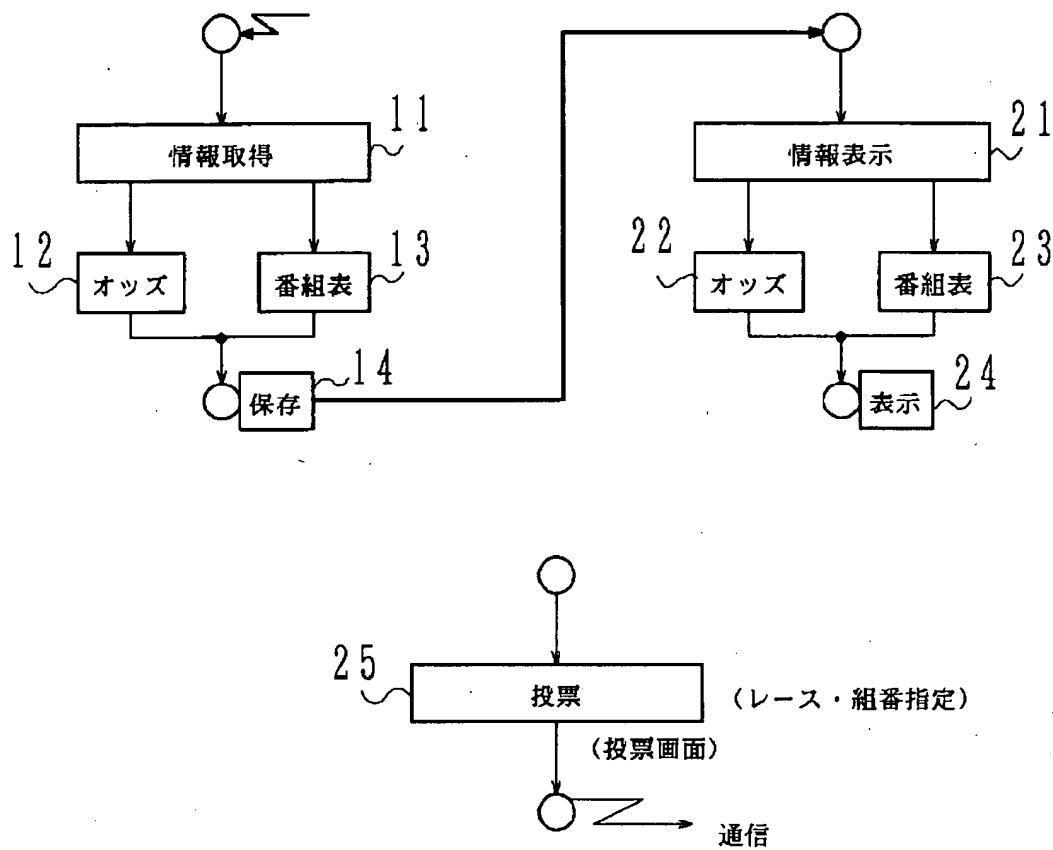 11
情報取得
12
オッズ
13
番組表
14
保存
21
情報表示
22
オッズ
23
番組表
24
表示
25
投票
(レース・組番指定)
(投票画面)
通信